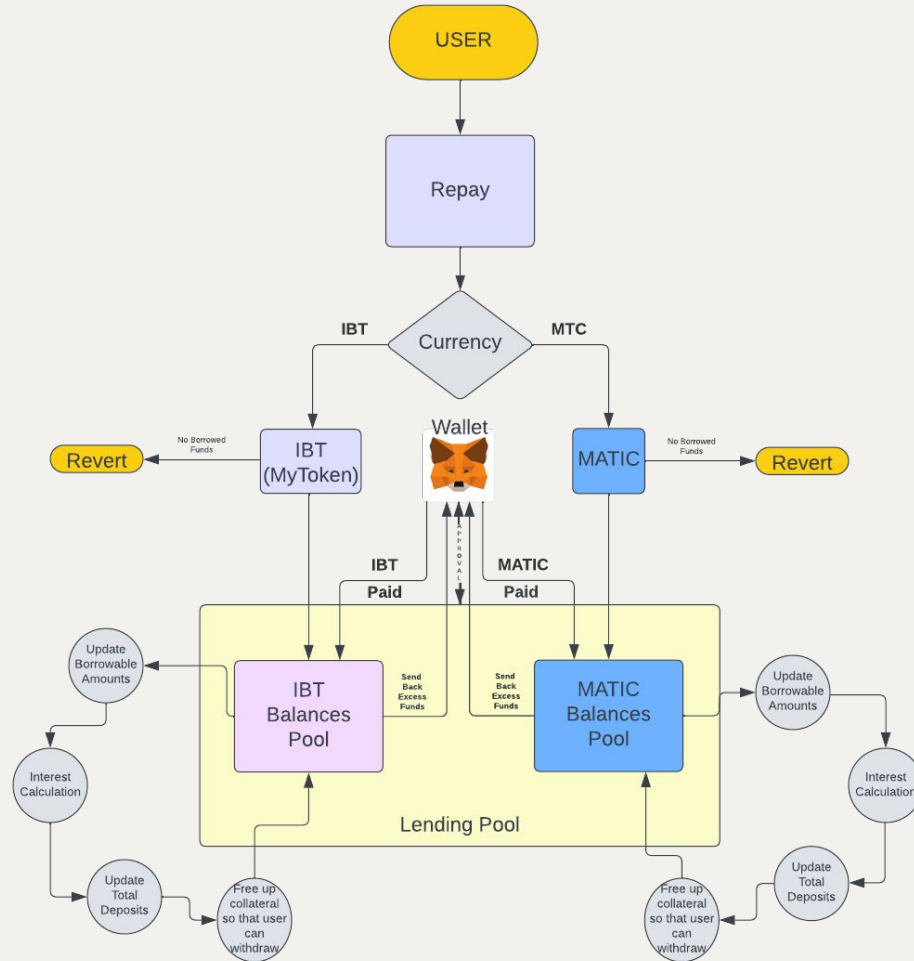 USER
Repay
Currency
IBT
MTC
Wallet
IBT
(MyToken)
MATIC
No Borrowed
Funds
Revert
No Borrowed
Funds
Revert
APPROVAL
IBT
Paid
MATIC
Paid
IBT
Balances
Pool
Send
Back
Excess
Funds
Send
Back
Excess
Funds
MATIC
Balances
Pool
Lending Pool
Update
Borrowable
Amounts
Interest
Calculation
Update
Total
Deposits
Free up
collateral
so that user
can
withdraw
Update
Borrowable
Amounts
Interest
Calculation
Update
Total
Deposits
Free up
collateral
so that user
can
withdraw